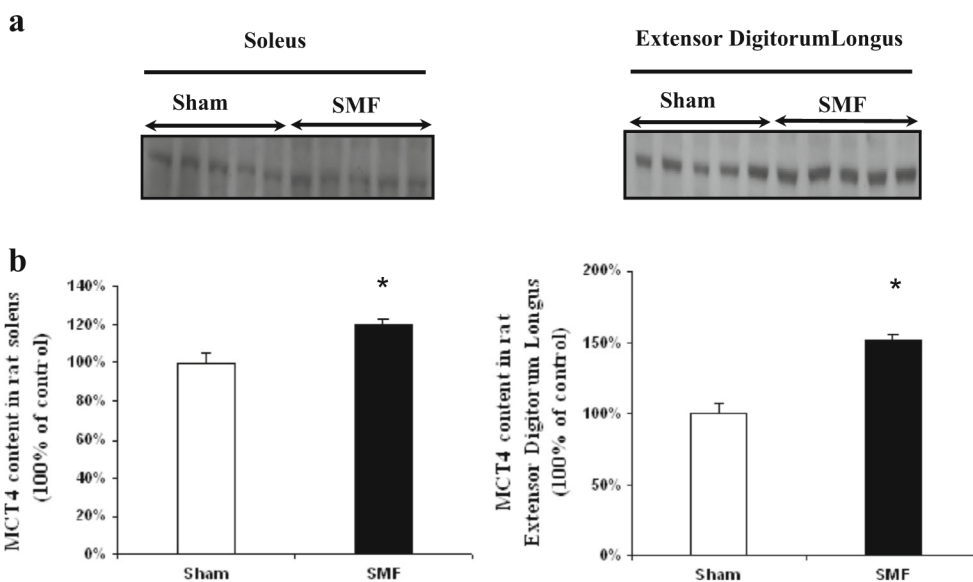 a
Soleus
Sham
SMF
Extensor DigitorumLongus
Sham
SMF
b
MCT4 content in rat soleus
(100% of control)
140%
120%
100%
80%
60%
40%
20%
0%
*
Sham
SMF
MCT4 content in rat
Extensor Digitorum Longus
(100% of control)
200%
150%
100%
50%
0%
*
Sham
SMF